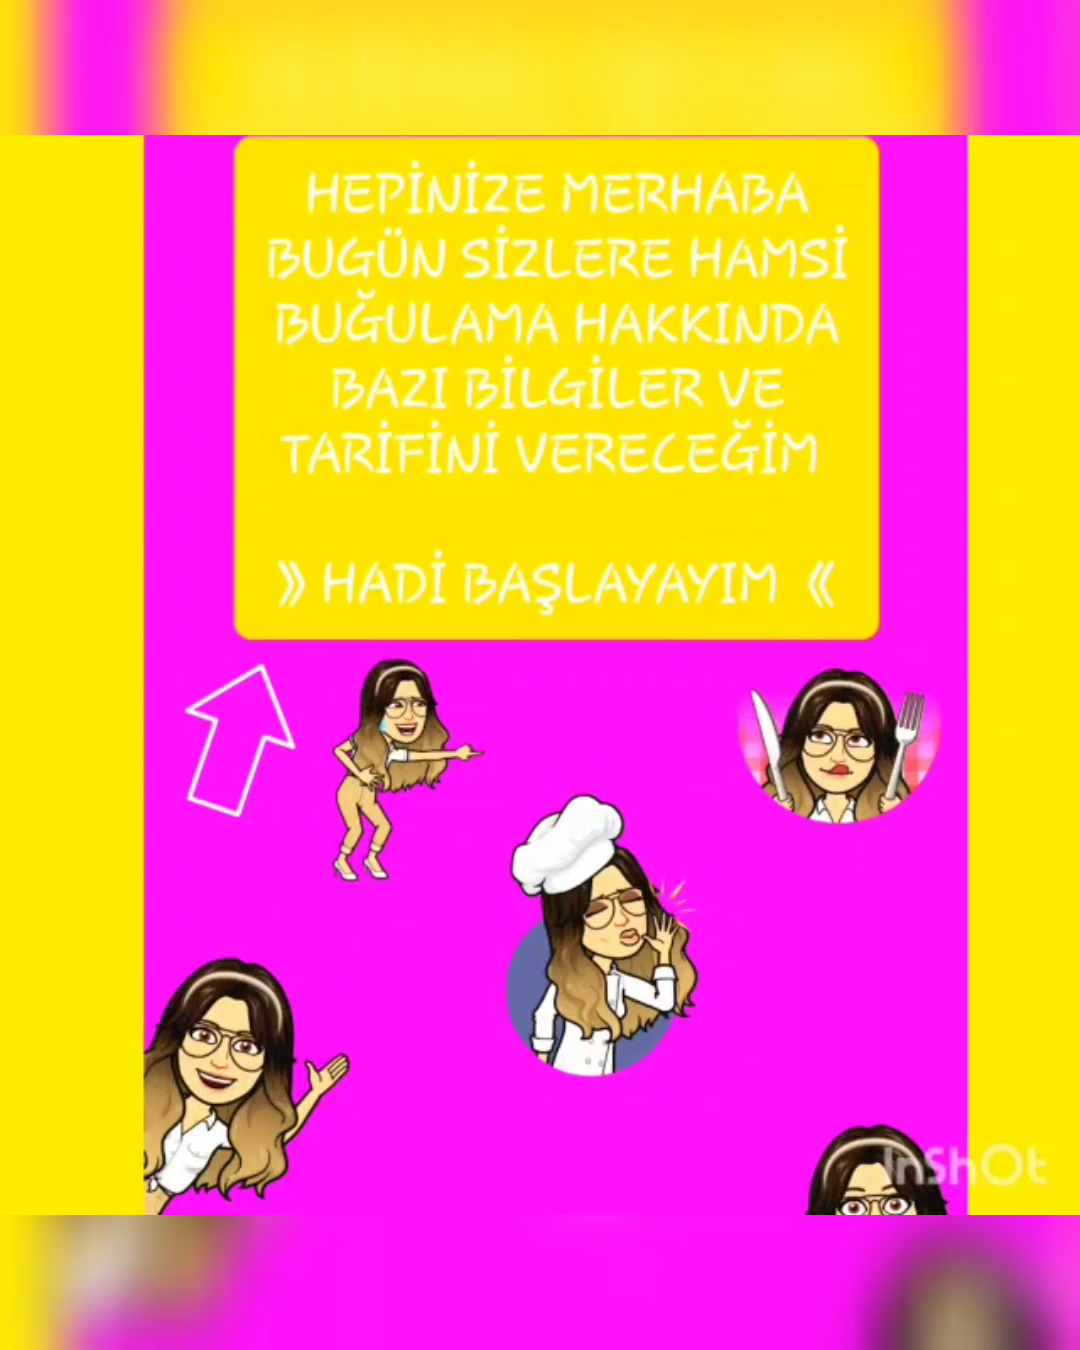 HEPİNİZE MERHABA
BUGÜN SİZLERE HAMSİ
BUĞULAMA HAKKINDA
BAZI BİLGİLER VE
TARİFİNİ VERECEĞİM
》HADİ BAŞLAYAYIM《
InShOt